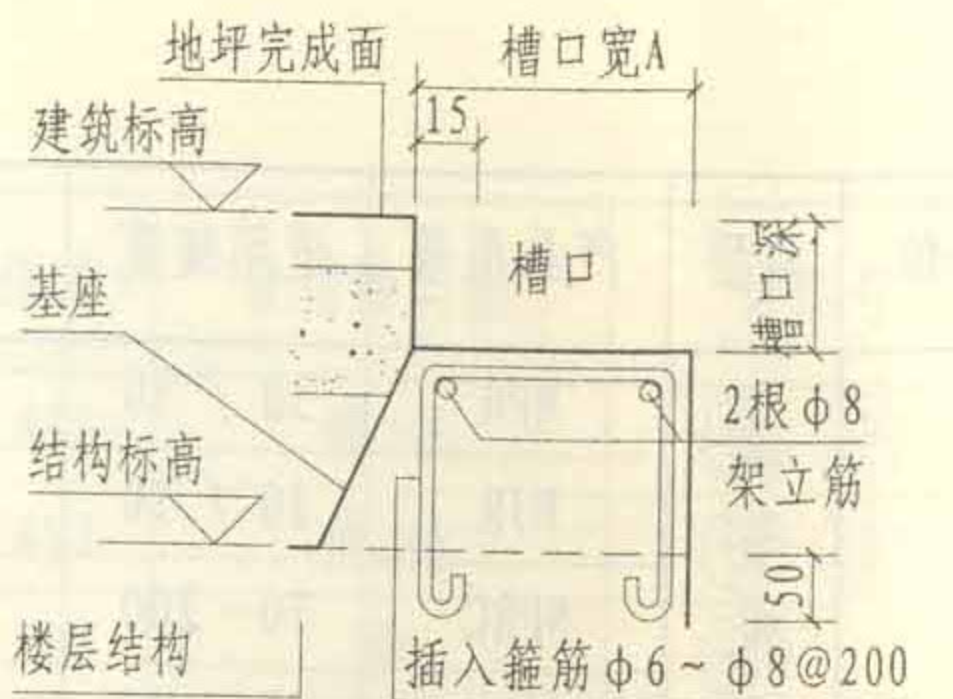 地坪完成面
槽口宽A
15
建筑标高
槽口深
槽口
基座
2根ϕ8
结构标高
架立筋
50
楼层结构
插入箍筋ϕ6~ϕ8@200